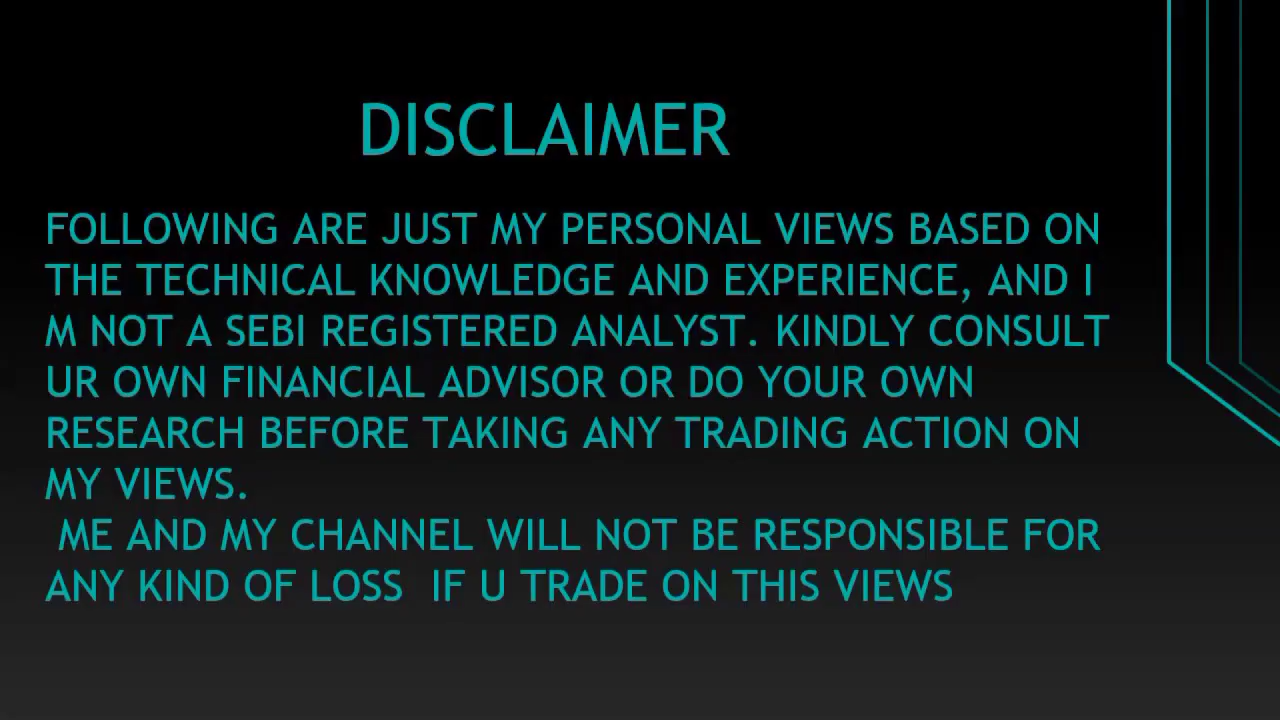 DISCLAIMER
FOLLOWING ARE JUST MY PERSONAL VIEWS BASED ON
THE TECHNICAL KNOWLEDGE AND EXPERIENCE, AND I
M NOT A SEBI REGISTERED ANALYST. KINDLY CONSULT
UR OWN FINANCIAL ADVISOR OR DO YOUR OWN
RESEARCH BEFORE TAKING ANY TRADING ACTION ON
MY VIEWS.
ME AND MY CHANNEL WILL NOT BE RESPONSIBLE FOR
ANY KIND OF LOSS  IF U TRADE ON THIS VIEWS